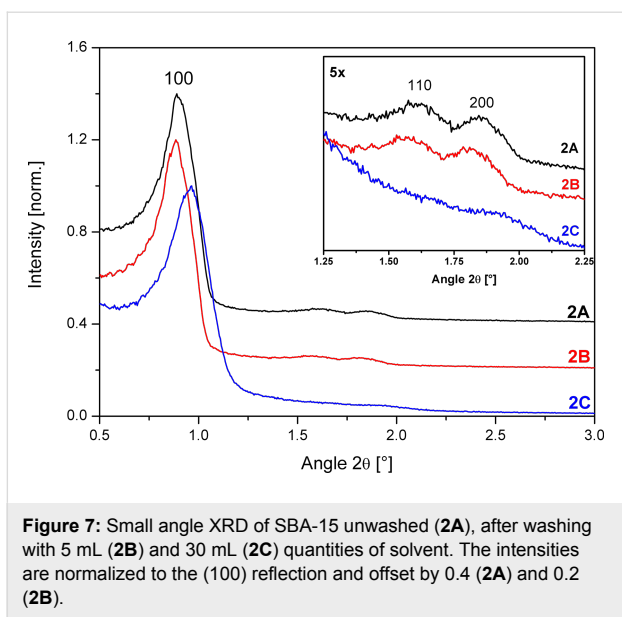 1.6
1.2
0.8
0.4
0.0
Intensity [norm.]
100
5x
110
200
2A
2B
2C
1.25
1.50
1.75
2.00
2.25
Angle 2θ [°]
2A
2B
2C
0.5
1.0
1.5
2.0
2.5
3.0
Angle 2θ [°]
Figure 7: Small angle XRD of SBA-15 unwashed (2A), after washing
with 5 mL (2B) and 30 mL (2C) quantities of solvent. The intensities
are normalized to the (100) reflection and offset by 0.4 (2A) and 0.2
(2B).